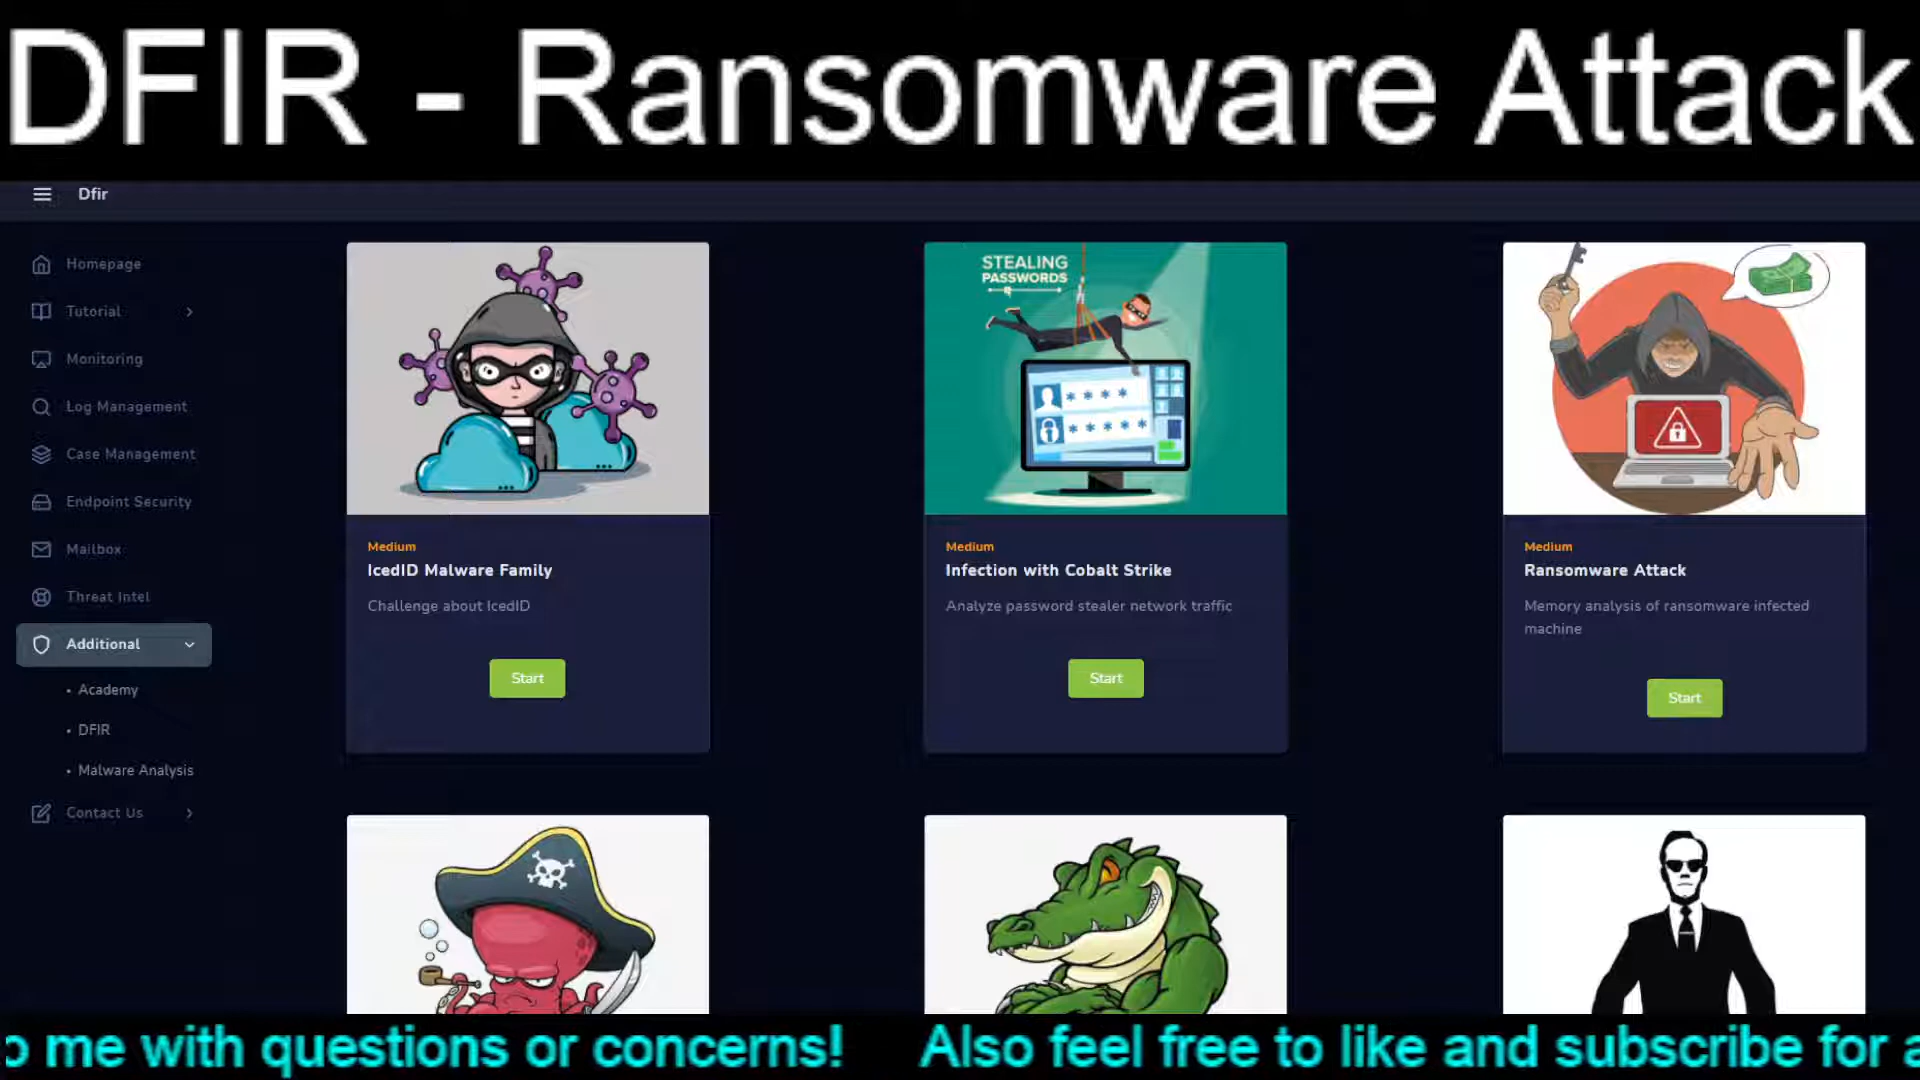 DFIR - Ransomware Attack
Dfir
Homepage
Tutorial
Monitoring
Log Management
Case Management
Endpoint Security
Mailbox
Threat Intel
Additional
Academy
DFIR
Malware Analysis
Contact Us
Medium
IcedID Malware Family
Challenge about IcedID
Start
STEALING
PASSWORDS
Medium
Infection with Cobalt Strike
Analyze password stealer network traffic
Start
Medium
Ransomware Attack
Memory analysis of ransomware infected
machine
Start
o me with questions or concerns! Also feel free to like and subscribe for a